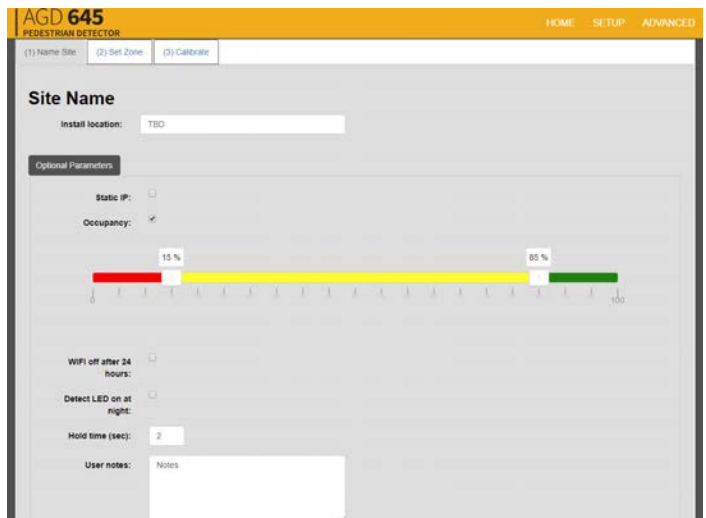 AGD 645
PEDESTRIAN DETECTOR
HOME SETUP ADVANCED
(1) Name Site (2) Set Zone (3) Calibrate
Site Name
Install location: TBD
Optional Parameters
Static IP:
Occupancy:
15 % 85 %
0 100
WIFI off after 24
hours:
Detect LED on at
night:
Hold time (sec): 2
User notes: Notes